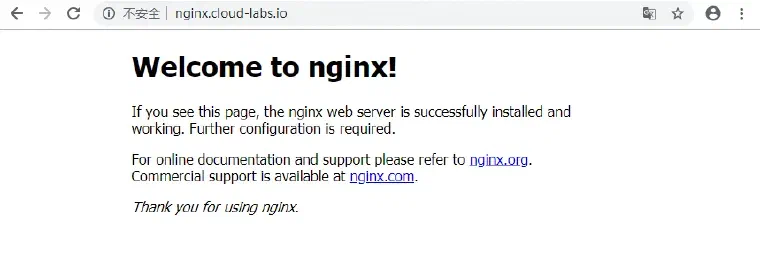 不安全 | nginx.cloud-labs.io
Welcome to nginx!
If you see this page, the nginx web server is successfully installed and
working. Further configuration is required.
For online documentation and support please refer to nginx.org.
Commercial support is available at nginx.com.
Thank you for using nginx.